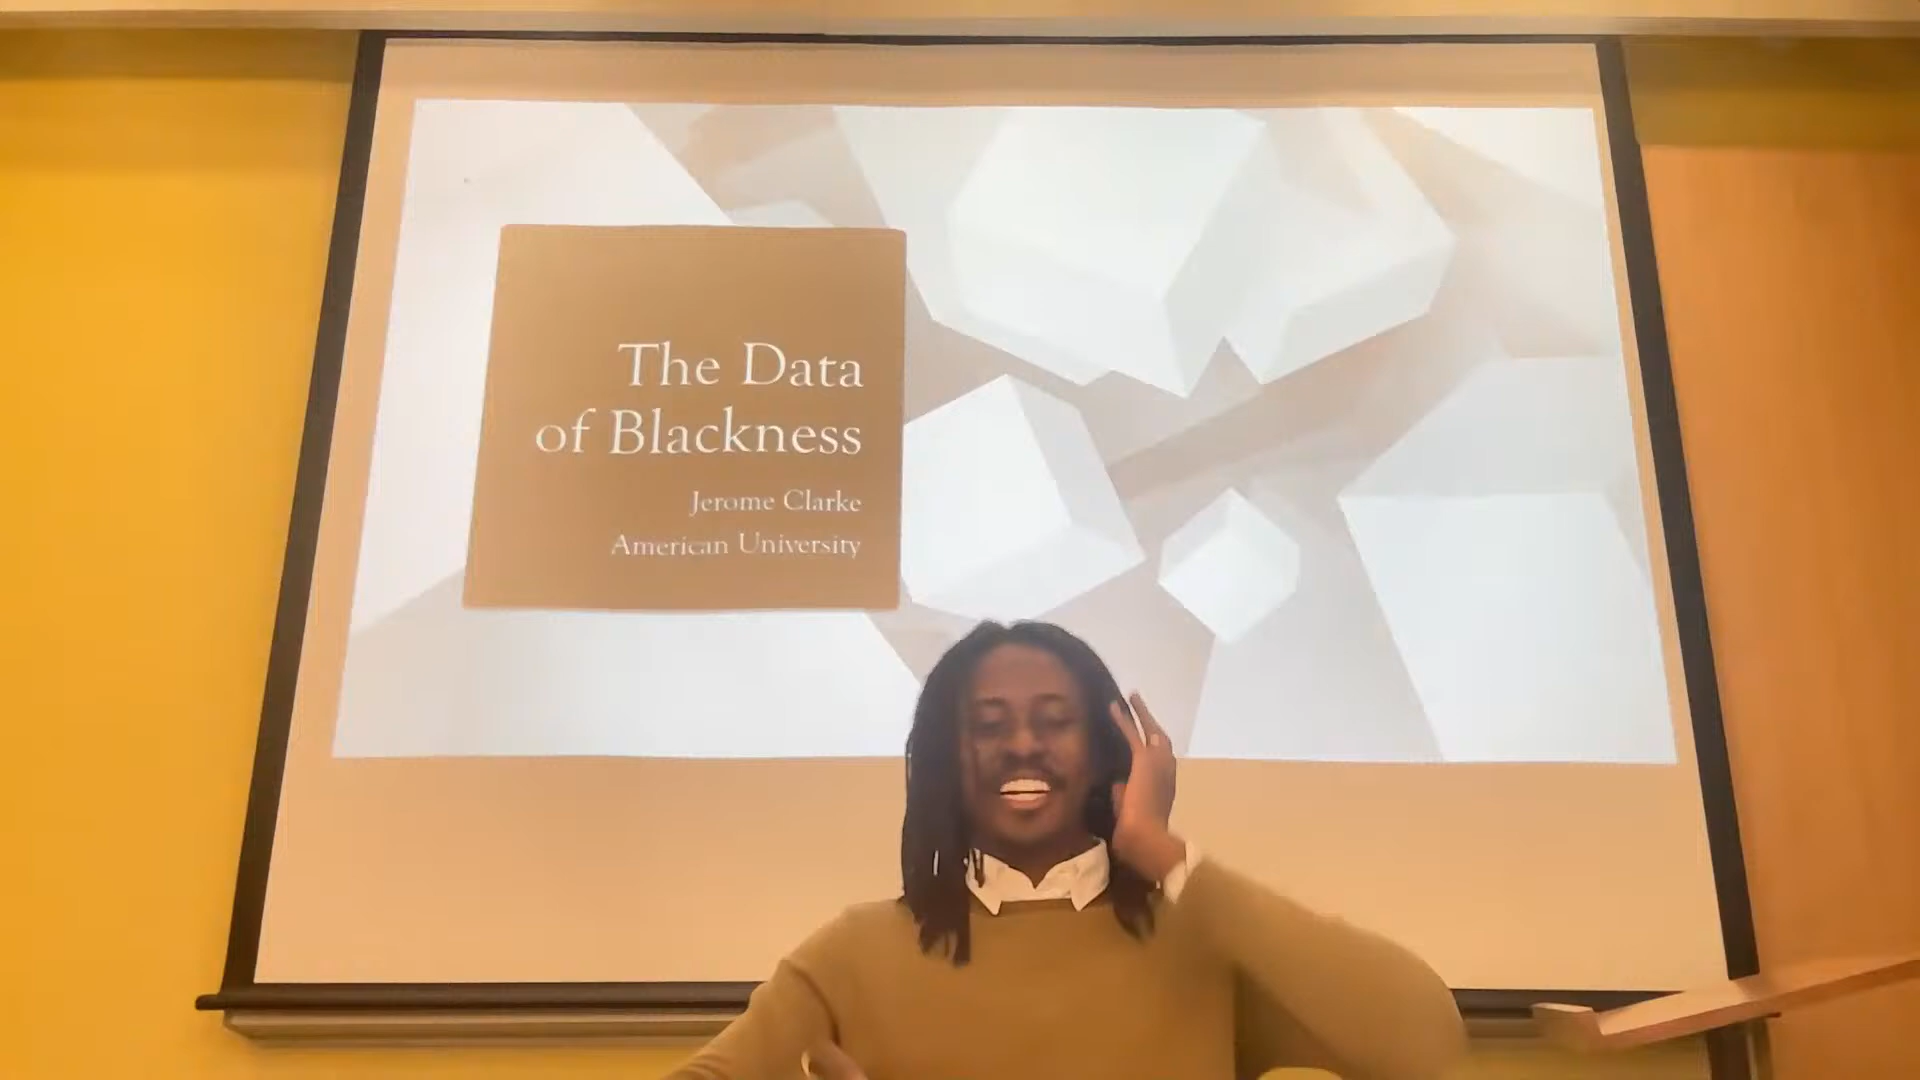 The Data
of Blackness
Jerome Clarke
American University